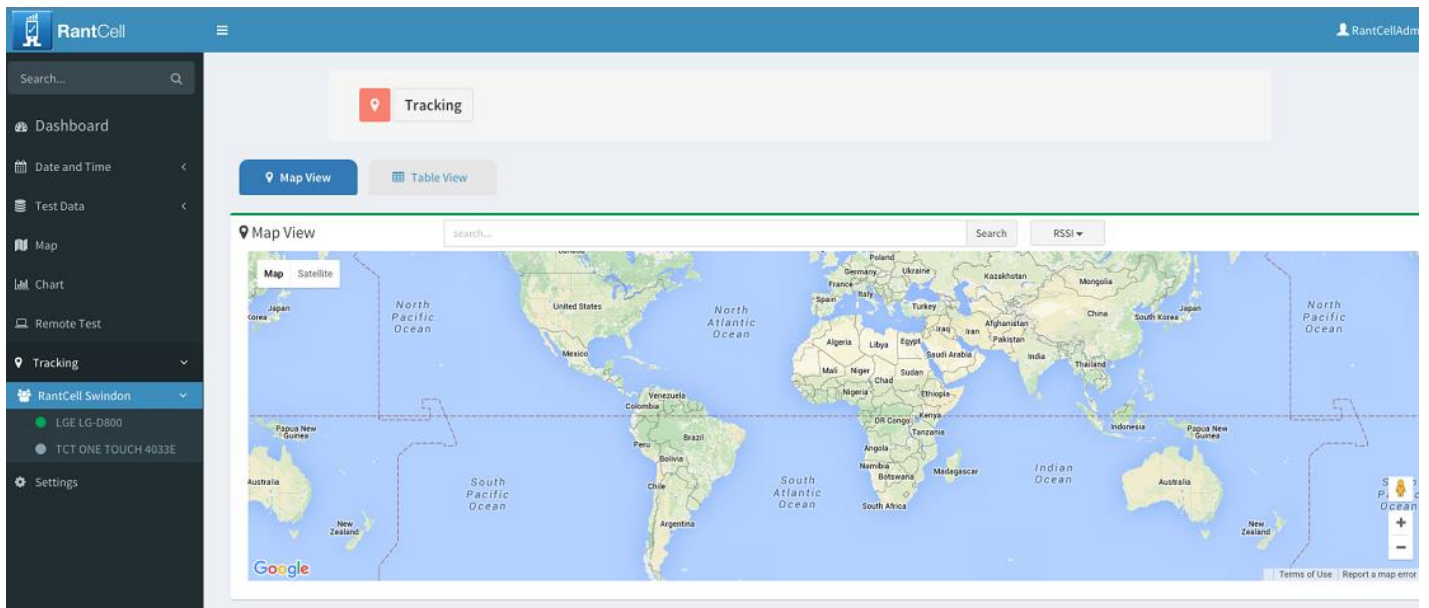 RantCell
RantCellAdm
Search...
Dashboard
Date and Time
Test Data
Map
Chart
Remote Test
Tracking
RantCell Swindon
LGE LG-D800
TCT ONE TOUCH 4033E
Settings
Tracking
Map View
Table View
Map View
search...
Search
RSSI
Map
Satellite
Japan
Korea
North
Pacific
Ocean
United States
Mexico
North
Atlantic
Ocean
Poland
Germany
Ukraine
France
Italy
Spain
Turkey
Kazakhstan
Mongolia
China
South Korea
Japan
North
Pacific
Ocean
Iraq
Iran
Afghanistan
Pakistan
Algeria
Libya
Egypt
Saudi Arabia
India
Thailand
Mali
Niger
Chad
Sudan
Nigeria
Ethiopia
Venezuela
Colombia
DR Congo
Kenya
Tanzania
Indonesia
Papua New
Guinea
Papua New
Guinea
Peru
Brazil
Bolivia
Chile
Argentina
Angola
Namibia
Botswana
Madagascar
South Africa
Australia
South
Pacific
Ocean
South
Atlantic
Ocean
Indian
Ocean
Australia
New
Zealand
New
Zealand
Ocean
Google
Terms of Use
Report a map error